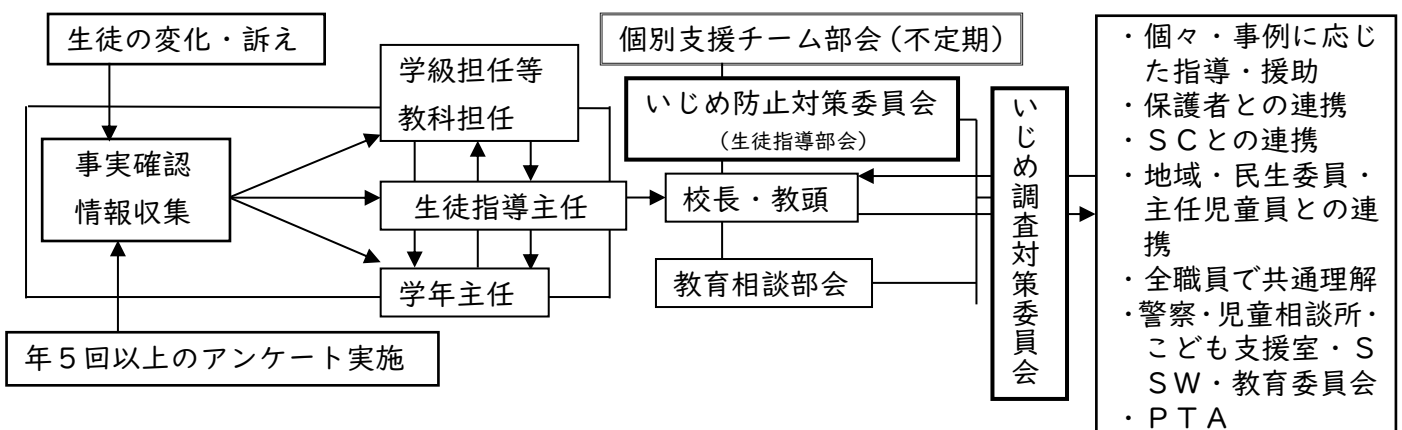 生徒の変化・訴え
事実確認
情報収集
年５回以上のアンケート実施
学級担任等
教科担任
生徒指導主任
学年主任
個別支援チーム部会（不定期）
いじめ防止対策委員会
（生徒指導部会）
校長・教頭
教育相談部会
いじめ調査対策委員会
・個々・事例に応じ
た指導・援助
・保護者との連携
・ＳＣとの連携
・地域・民生委員・
主任児童員との連
携
・全職員で共通理解
・警察・児童相談所・
こども支援室・Ｓ
ＳＷ・教育委員会
・ＰＴＡ